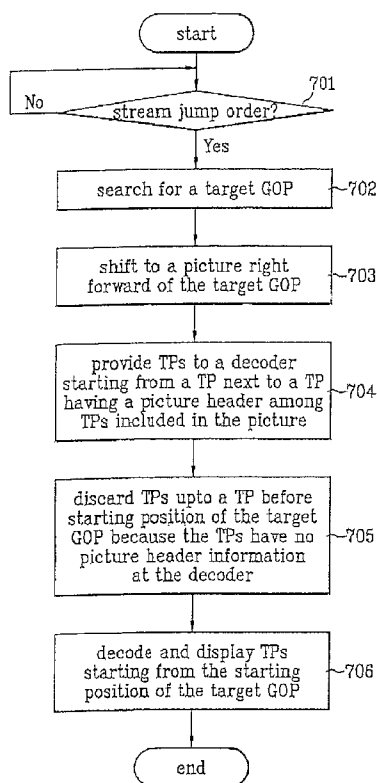 start
701
No
stream jump order?
Yes
search for a target GOP
702
shift to a picture right
forward of the target GOP
703
provide TPs to a decoder
starting from a TP next to a TP
having a picture header among
TPs included in the picture
704
discard TPs upto a TP before
starting position of the target
GOP because the TPs have no
picture header information
at the decoder
705
decode and display TPs
starting from the starting
position of the target GOP
706
end